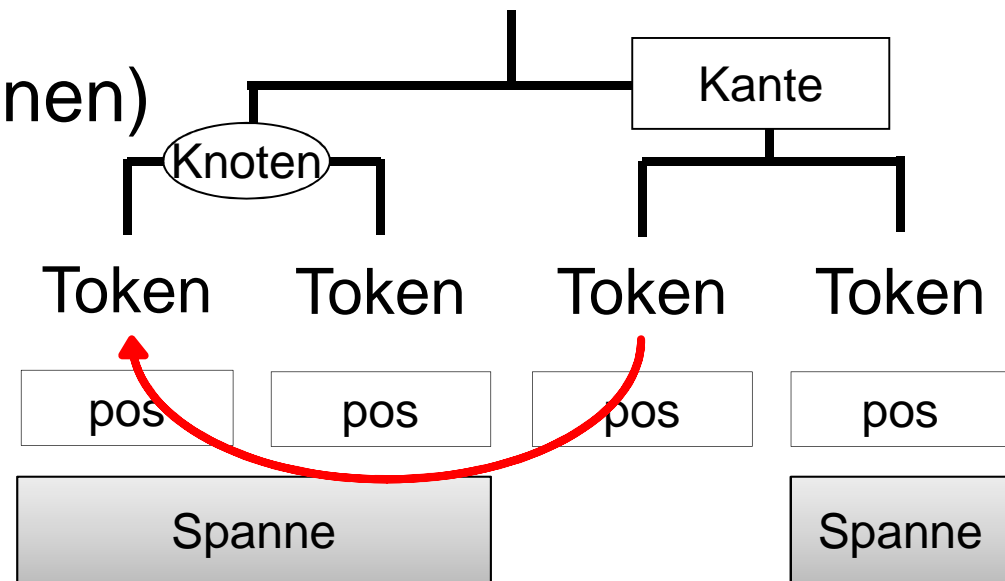 Kante
nen)
Knoten
Token Token Token Token
pos pos pos pos
Spanne Spanne